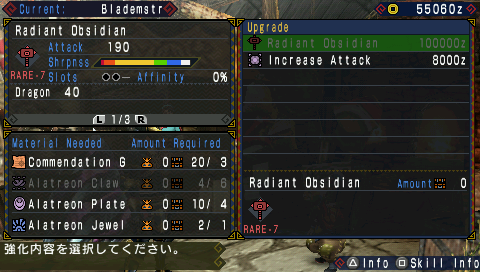 Current: Blademstr
55060z
Radiant Obsidian
Attack 190
Shrpnss
RARE-7
Slots Affinity 0%
Dragon 40
L 1/3 R
Upgrade
Radiant Obsidian 100000z
Increase Attack 8000z
Material Needed Amount Required
Commendation G 0 20/ 3
Alatreon Claw 0 4/ 6
Alatreon Plate 0 10/ 4
Alatreon Jewel 0 2/ 1
Radiant Obsidian Amount 0
RARE-7
強化内容を選択してください。
Info Skill Info